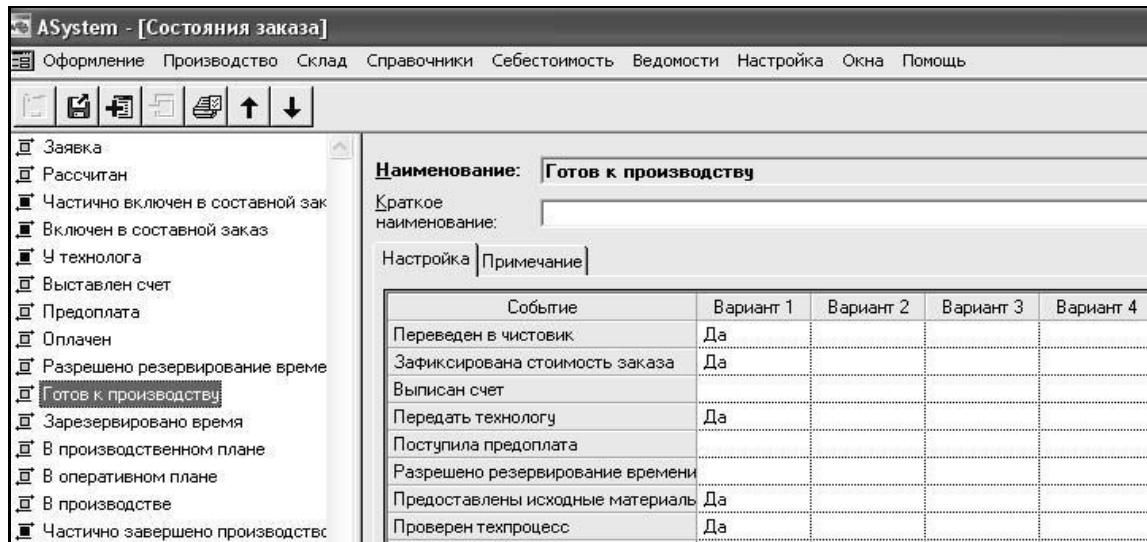 ASystem - [Состояния заказа]
Оформление Производство Склад Справочники Себестоимость Ведомости Настройка Окна Помощь
Заявка
Рассчитан
Частично включен в составной зак
Включен в составной заказ
У технолога
Выставлен счет
Предоплата
Оплачен
Разрешено резервирование време
Готов к производству
Зарезервировано время
В производственном плане
В оперативном плане
В производстве
Частично завершено производство
Наименование: Готов к производству
Краткое
наименование:
Настройка Примечание
Событие Вариант 1 Вариант 2 Вариант 3 Вариант 4
Переведен в чистовик Да
Зафиксирована стоимость заказа Да
Выписан счет
Передать технологу Да
Поступила предоплата
Разрешено резервирование времени
Предоставлены исходные материаль Да
Проверен техпроцесс Да